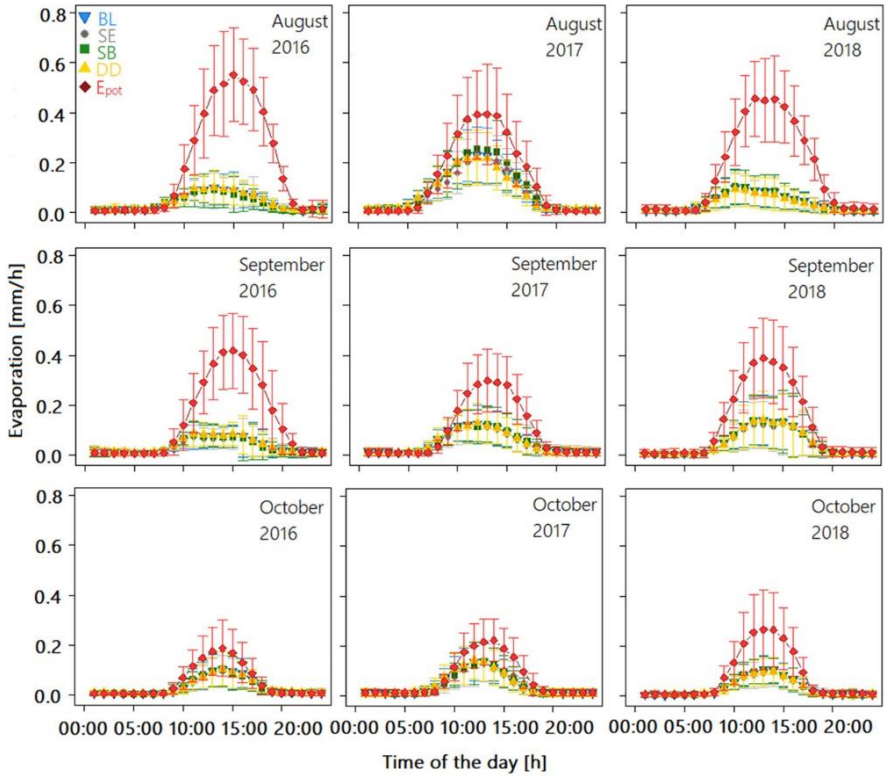 0.8
0.6
0.4
0.2
0.0
BL
SE
SB
DD
Epot
August
2016
August
2017
August
2018
0.8
0.6
0.4
0.2
0.0
September
2016
September
2017
September
2018
Evaporation [mm/h]
0.8
0.6
0.4
0.2
0.0
October
2016
October
2017
October
2018
00:00 05:00 10:00 15:00 20:00
00:00 05:00 10:00 15:00 20:00
00:00 05:00 10:00 15:00 20:00
Time of the day [h]